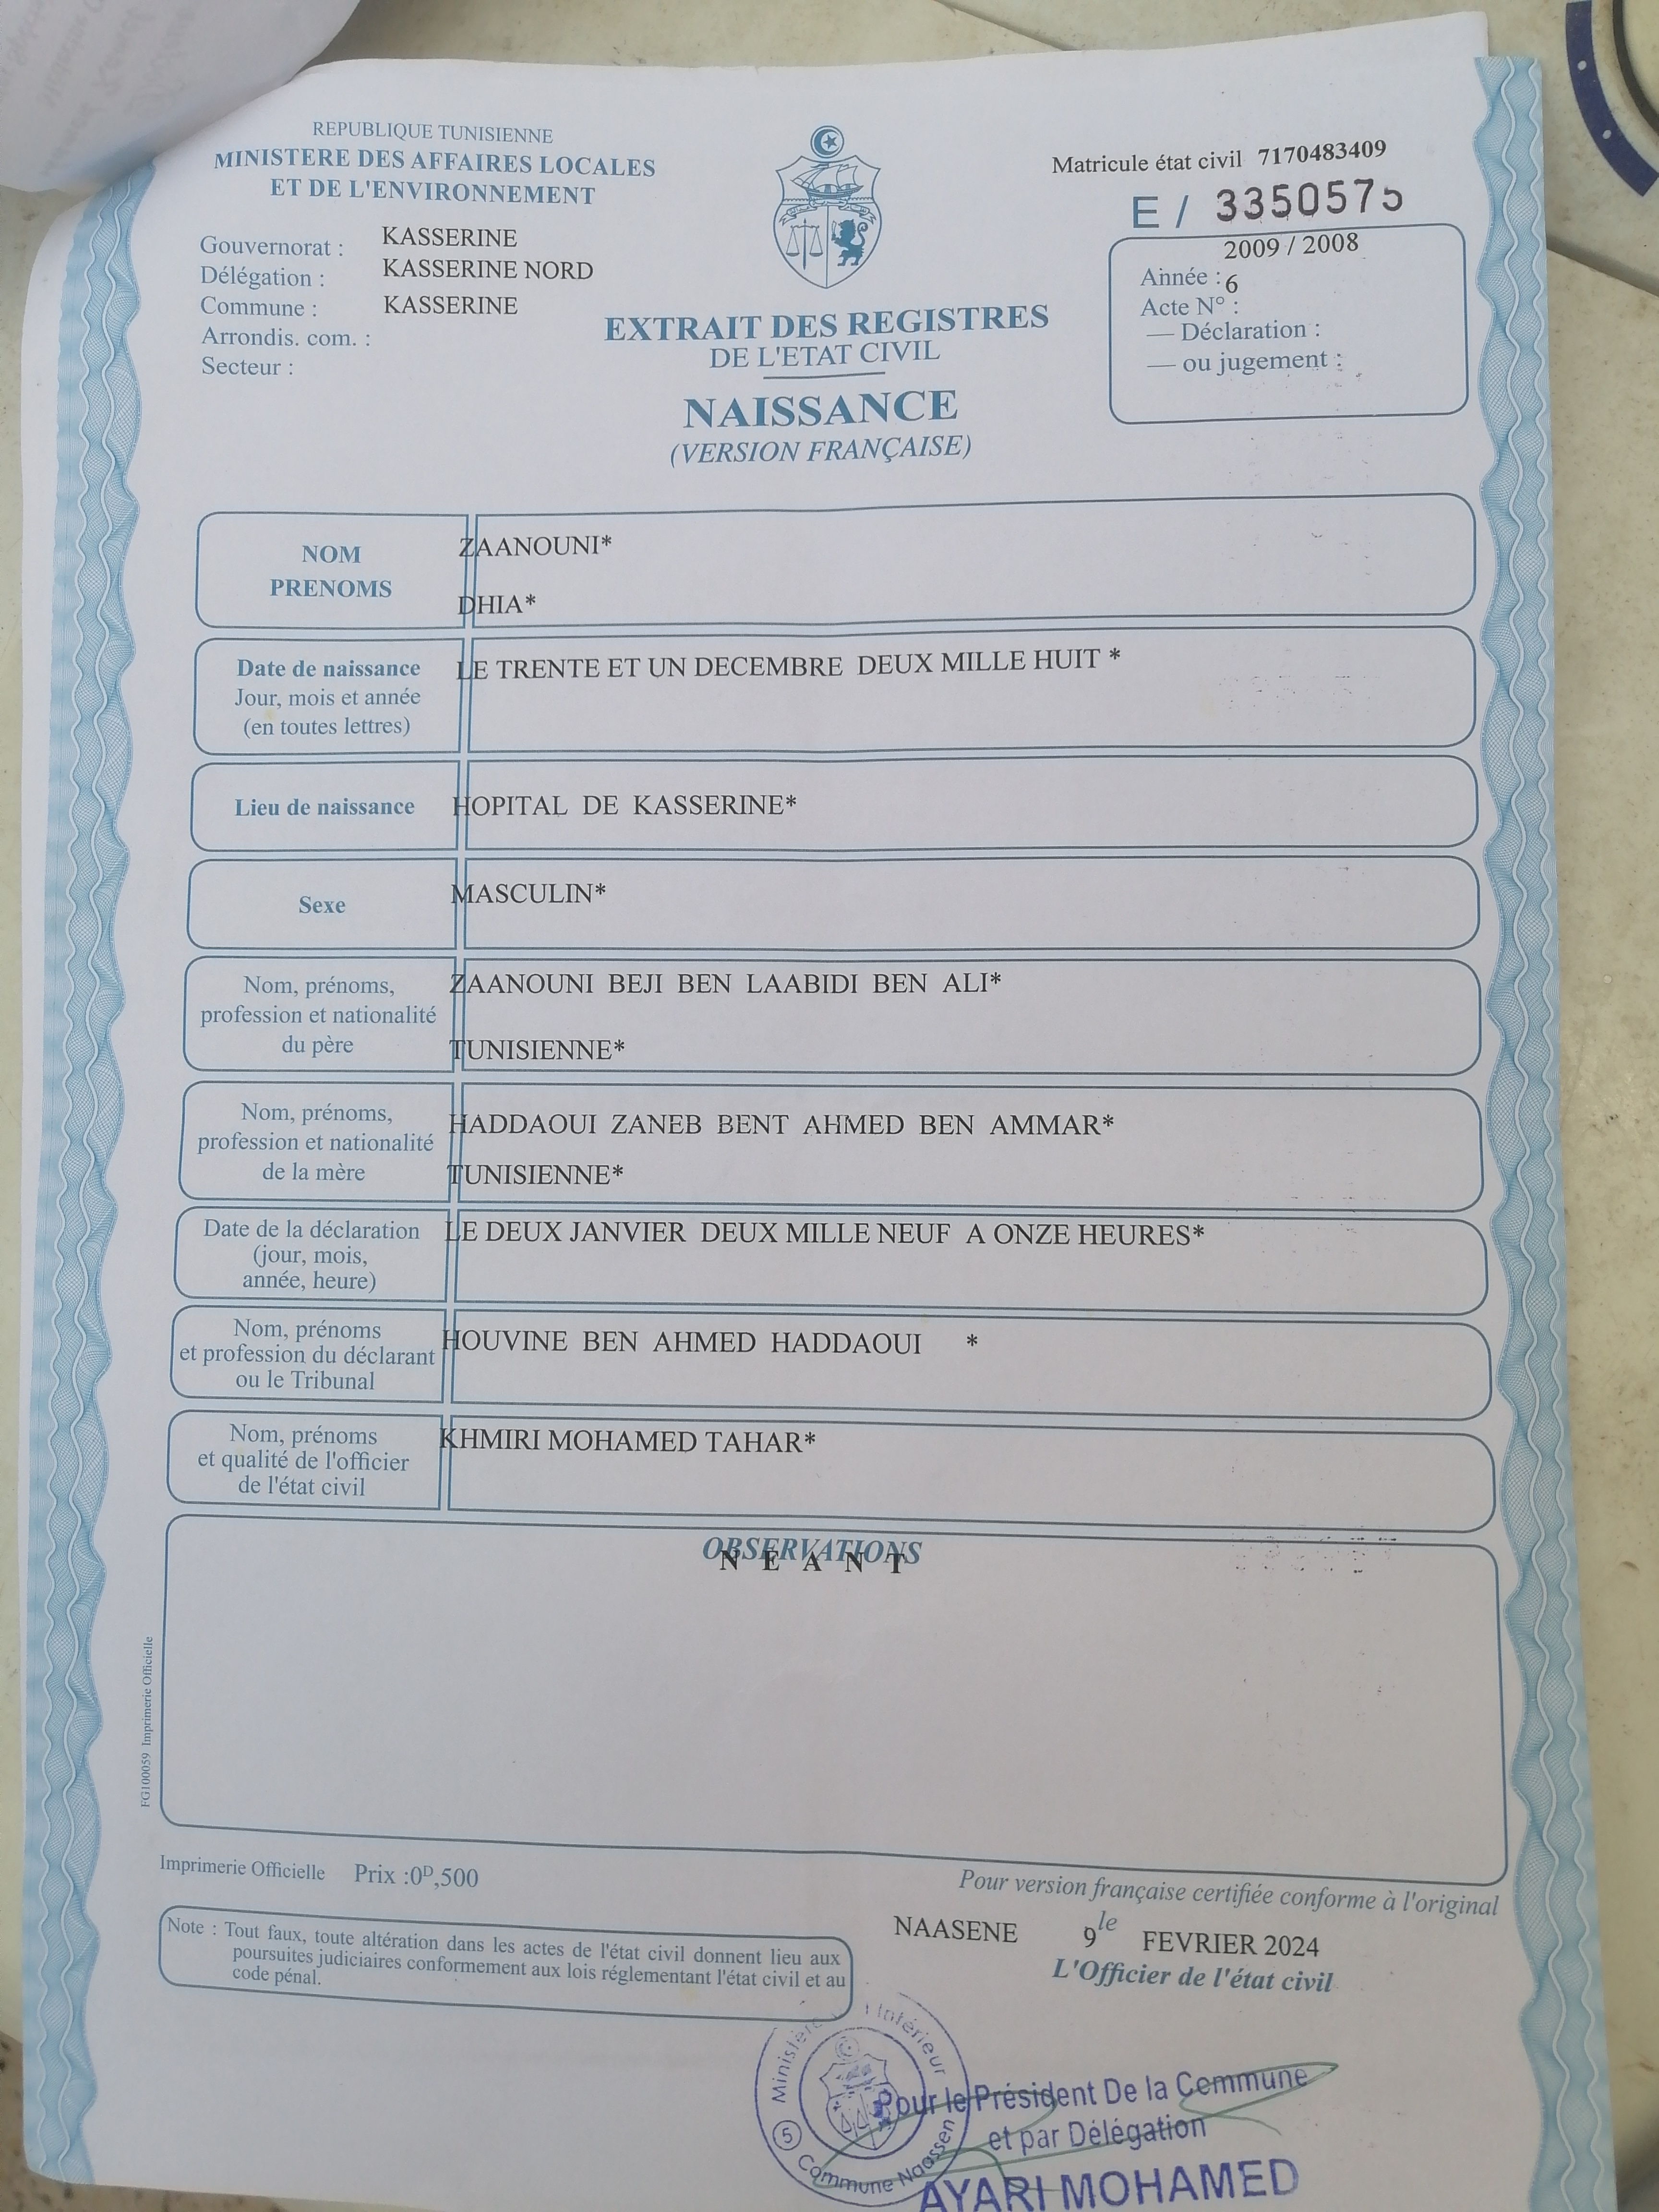 REPUBLIQUE TUNISIENNE
MINISTERE DES AFFAIRES LOCALES
ET DE L'ENVIRONNEMENT
Gouvernorat : KASSERINE
Délégation : KASSERINE NORD
Commune : KASSERINE
Arrondis. com. :
Secteur :
Matricule état civil 7170483409
E / 3350575
2009 / 2008
Année : 6
Acte N° :
— Déclaration :
— ou jugement :
EXTRAIT DES REGISTRES
DE L'ETAT CIVIL
NAISSANCE
(VERSION FRANÇAISE)
NOM ZAANOUNI*
PRENOMS DHIA*
Date de naissance LE TRENTE ET UN DECEMBRE DEUX MILLE HUIT *
Jour, mois et année
(en toutes lettres)
Lieu de naissance HOPITAL DE KASSERINE*
Sexe MASCULIN*
Nom, prénoms, ZAANOUNI BEJI BEN LAABIDI BEN ALI*
profession et nationalité
du père TUNISIENNE*
Nom, prénoms, HADDAOUI ZANEB BENT AHMED BEN AMMAR*
profession et nationalité
de la mère TUNISIENNE*
Date de la déclaration LE DEUX JANVIER DEUX MILLE NEUF A ONZE HEURES*
(jour, mois,
année, heure)
Nom, prénoms HOUVINE BEN AHMED HADDAOUI *
et profession du déclarant
ou le Tribunal
Nom, prénoms KHMIRI MOHAMED TAHAR*
et qualité de l'officier
de l'état civil
OBSERVATIONS
N E A N T
FG100059 Imprimerie Officielle
Imprimerie Officielle Prix :0ᴰ,500
Pour version française certifiée conforme à l'original
NAASENE 9 le FEVRIER 2024
L'Officier de l'état civil
Note : Tout faux, toute altération dans les actes de l'état civil donnent lieu aux
poursuites judiciaires conformement aux lois réglementant l'état civil et au
code pénal.
Ministère Intérieur
5 Commune Naassen
Pour le Président De la Commune
et par Délégation
AYARI MOHAMED